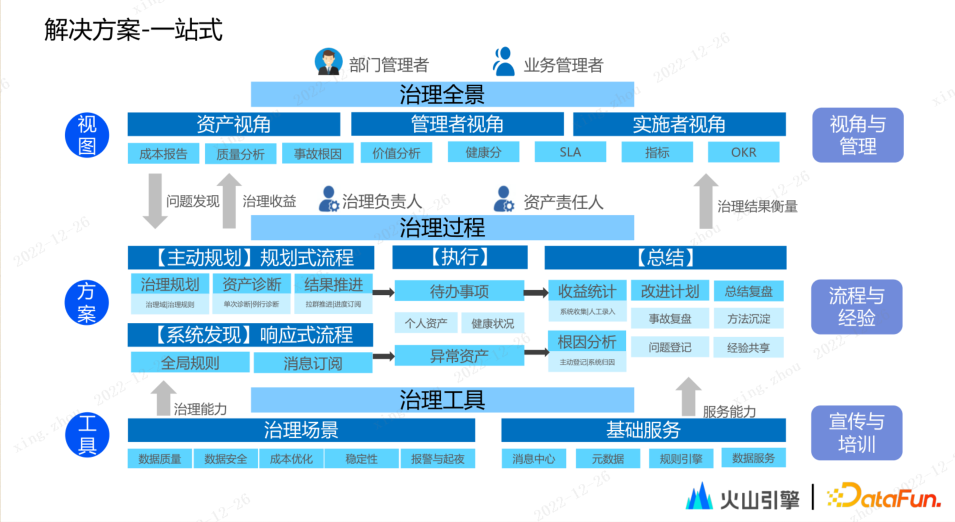 解决方案-一站式
部门管理者 业务管理者
治理全景
视图
资产视角 管理者视角 实施者视角
视角与管理
成本报告 质量分析 事故根因 价值分析 健康分 SLA 指标 OKR
问题发现 治理收益 治理负责人 资产责任人 治理结果衡量
治理过程
方案
【主动规划】规划式流程 【执行】 【总结】
流程与经验
治理规划 资产诊断 结果推进 待办事项 收益统计 改进计划 总结复盘
治理域|治理规则 单次诊断|例行诊断 拉群推进|进度订阅 系统收集|人工录入
个人资产 健康状况 事故复盘 方法沉淀
【系统发现】响应式流程
全局规则 消息订阅 异常资产 根因分析 问题登记 经验共享
主动登记|系统归因
治理能力 治理工具 服务能力
工具
治理场景 基础服务
宣传与培训
数据质量 数据安全 成本优化 稳定性 报警与起夜 消息中心 元数据 规则引擎 数据服务
火山引擎 | DataFun.
xing.zhou 2022-12-26